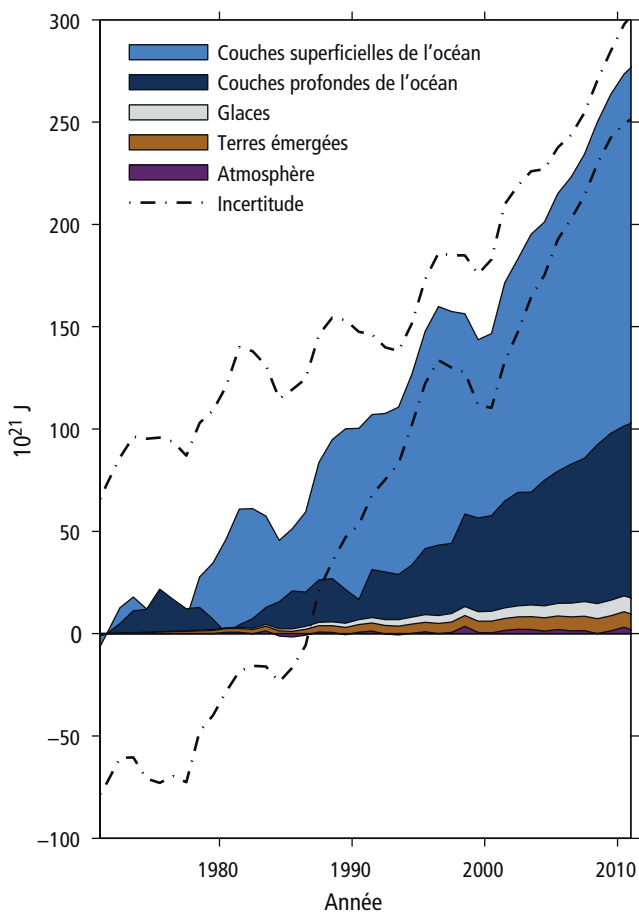 300
250
200
150
100
50
0
−50
−100
10²¹ J
Couches superficielles de l'océan
Couches profondes de l'océan
Glaces
Terres émergées
Atmosphère
Incertitude
1980 1990 2000 2010
Année